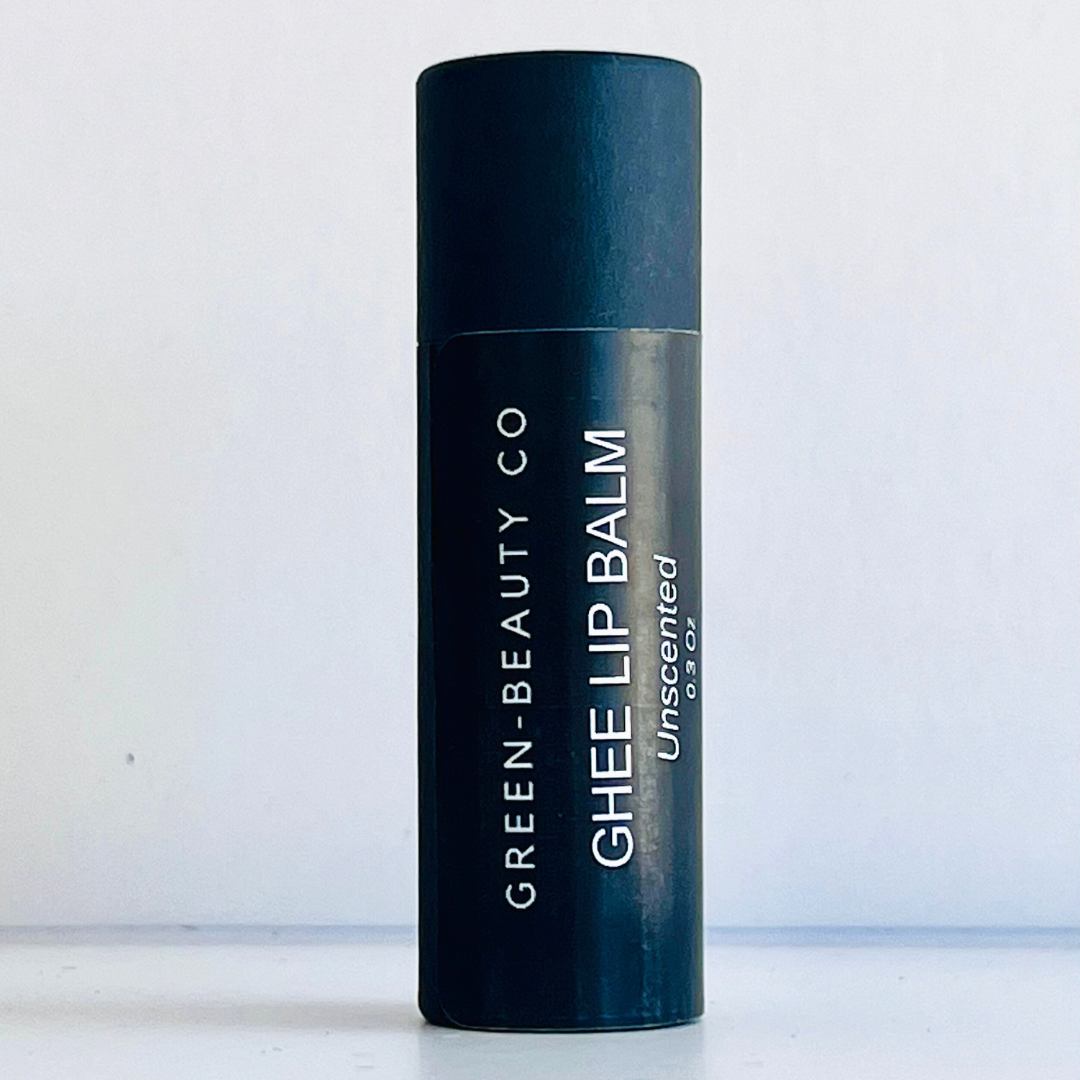 GREEN-BEAUTY CO
GHEE LIP BALM
Unscented
0.3 Oz